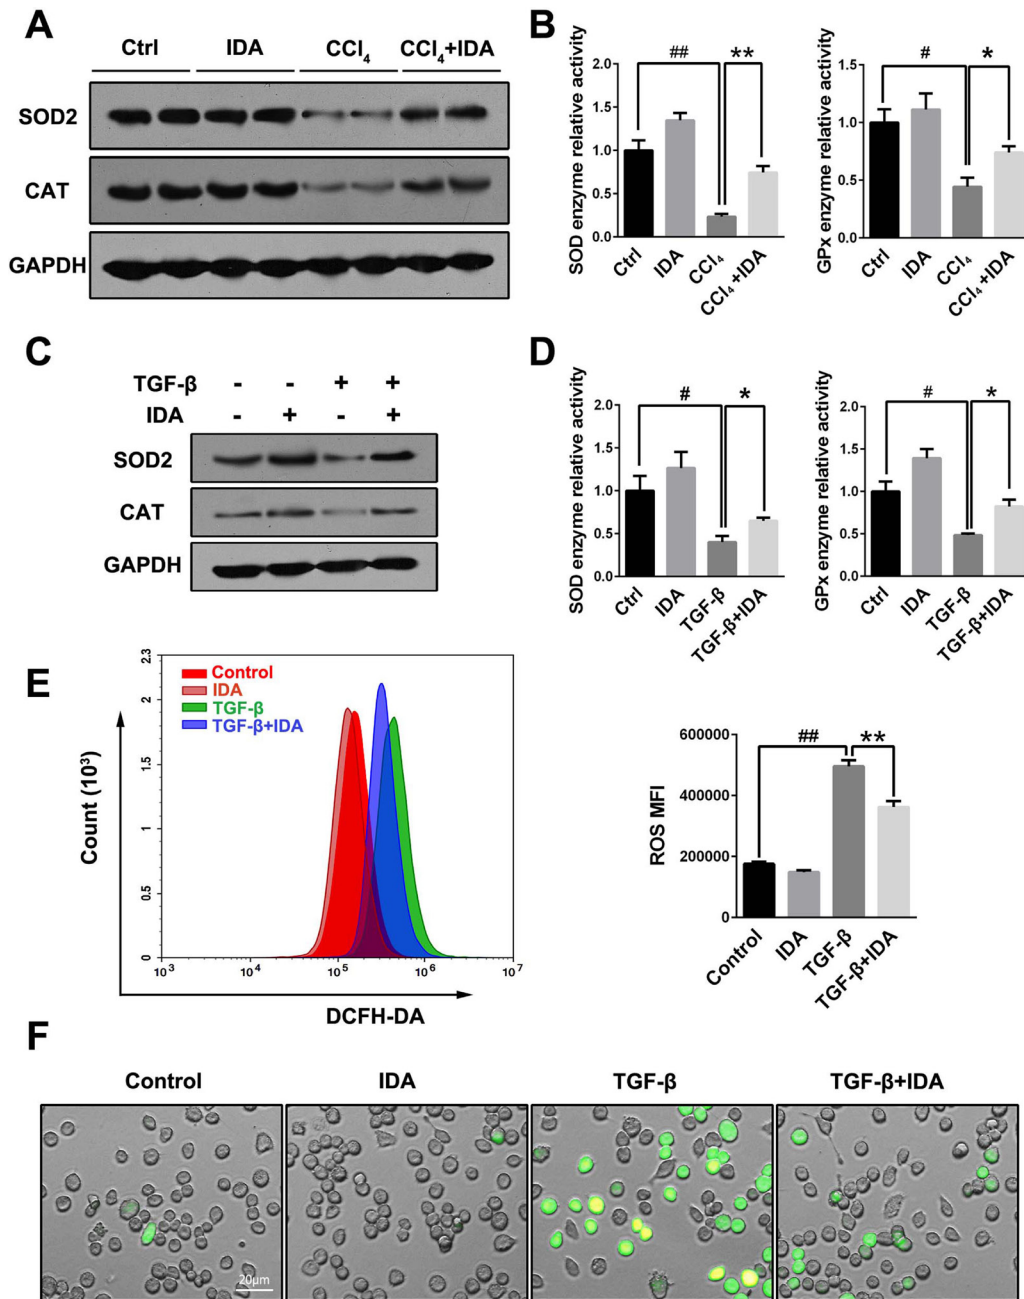 A
Ctrl IDA CCl₄ CCl₄+IDA
SOD2
CAT
GAPDH
B
SOD enzyme relative activity
2.0
1.5
1.0
0.5
0.0
## **
Ctrl IDA CCl₄ CCl₄+IDA
GPx enzyme relative activity
1.5
1.0
0.5
0.0
# *
Ctrl IDA CCl₄ CCl₄+IDA
C
TGF-β - - + +
IDA - + - +
SOD2
CAT
GAPDH
D
SOD enzyme relative activity
2.0
1.5
1.0
0.5
0.0
# *
Ctrl IDA TGF-β TGF-β+IDA
GPx enzyme relative activity
2.0
1.5
1.0
0.5
0.0
# *
Ctrl IDA TGF-β TGF-β+IDA
E
Count (10³)
2.3
2
1.5
1
0.5
0
Control
IDA
TGF-β
TGF-β+IDA
10³ 10⁴ 10⁵ 10⁶ 10⁷
DCFH-DA
ROS MFI
600000
400000
200000
0
## **
Control IDA TGF-β TGF-β+IDA
F
Control IDA TGF-β TGF-β+IDA
20μm